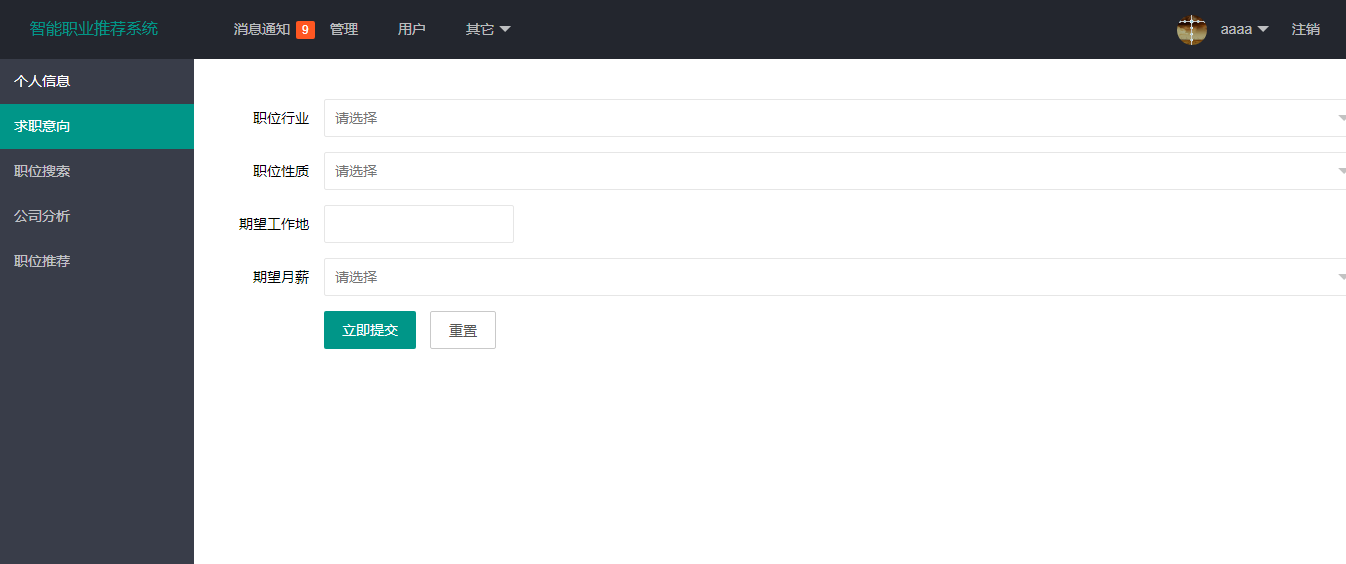 智能职业推荐系统
消息通知 9 管理 用户 其它
aaaa 注销
个人信息
求职意向
职位搜索
公司分析
职位推荐
职位行业 请选择
职位性质 请选择
期望工作地
期望月薪 请选择
立即提交 重置